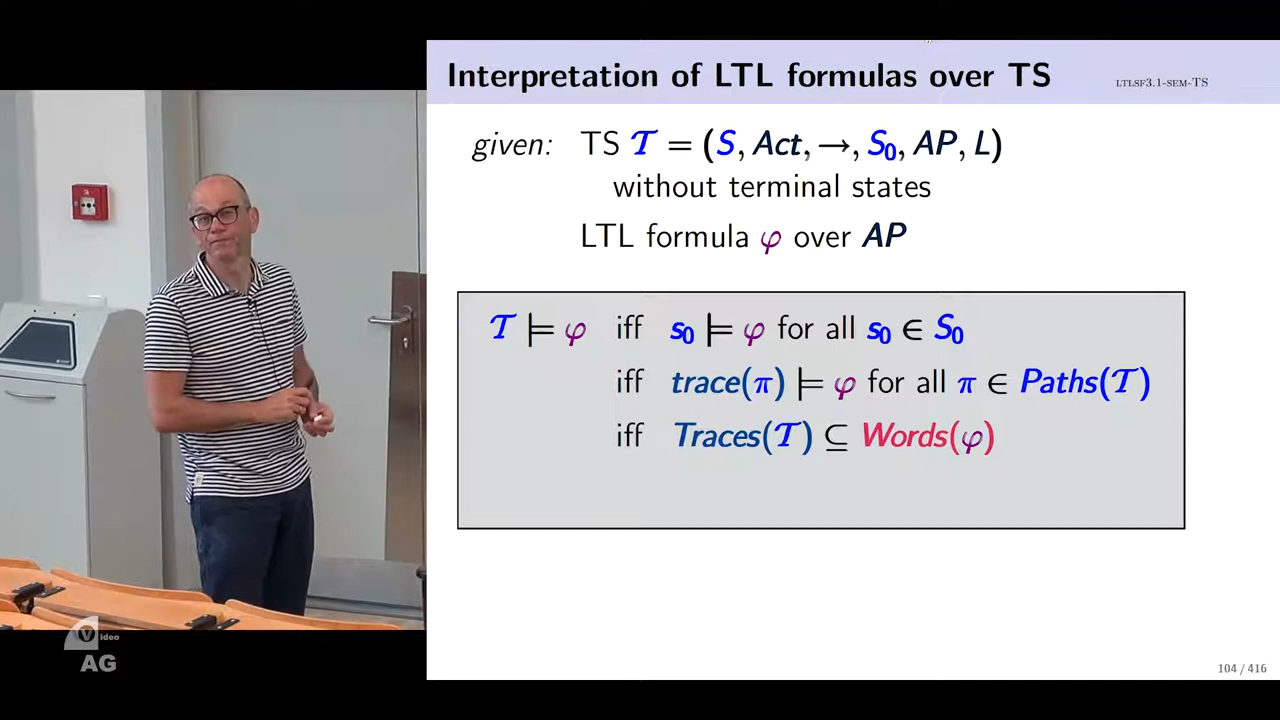 Interpretation of LTL formulas over TS
LTLSF3.1-SEM-TS
given: TS 𝒯 = (S, Act, →, S₀, AP, L)
without terminal states
LTL formula φ over AP
𝒯 ⊨ φ iff s₀ ⊨ φ for all s₀ ∈ S₀
iff trace(π) ⊨ φ for all π ∈ Paths(𝒯)
iff Traces(𝒯) ⊆ Words(φ)
Video
AG
104 / 416